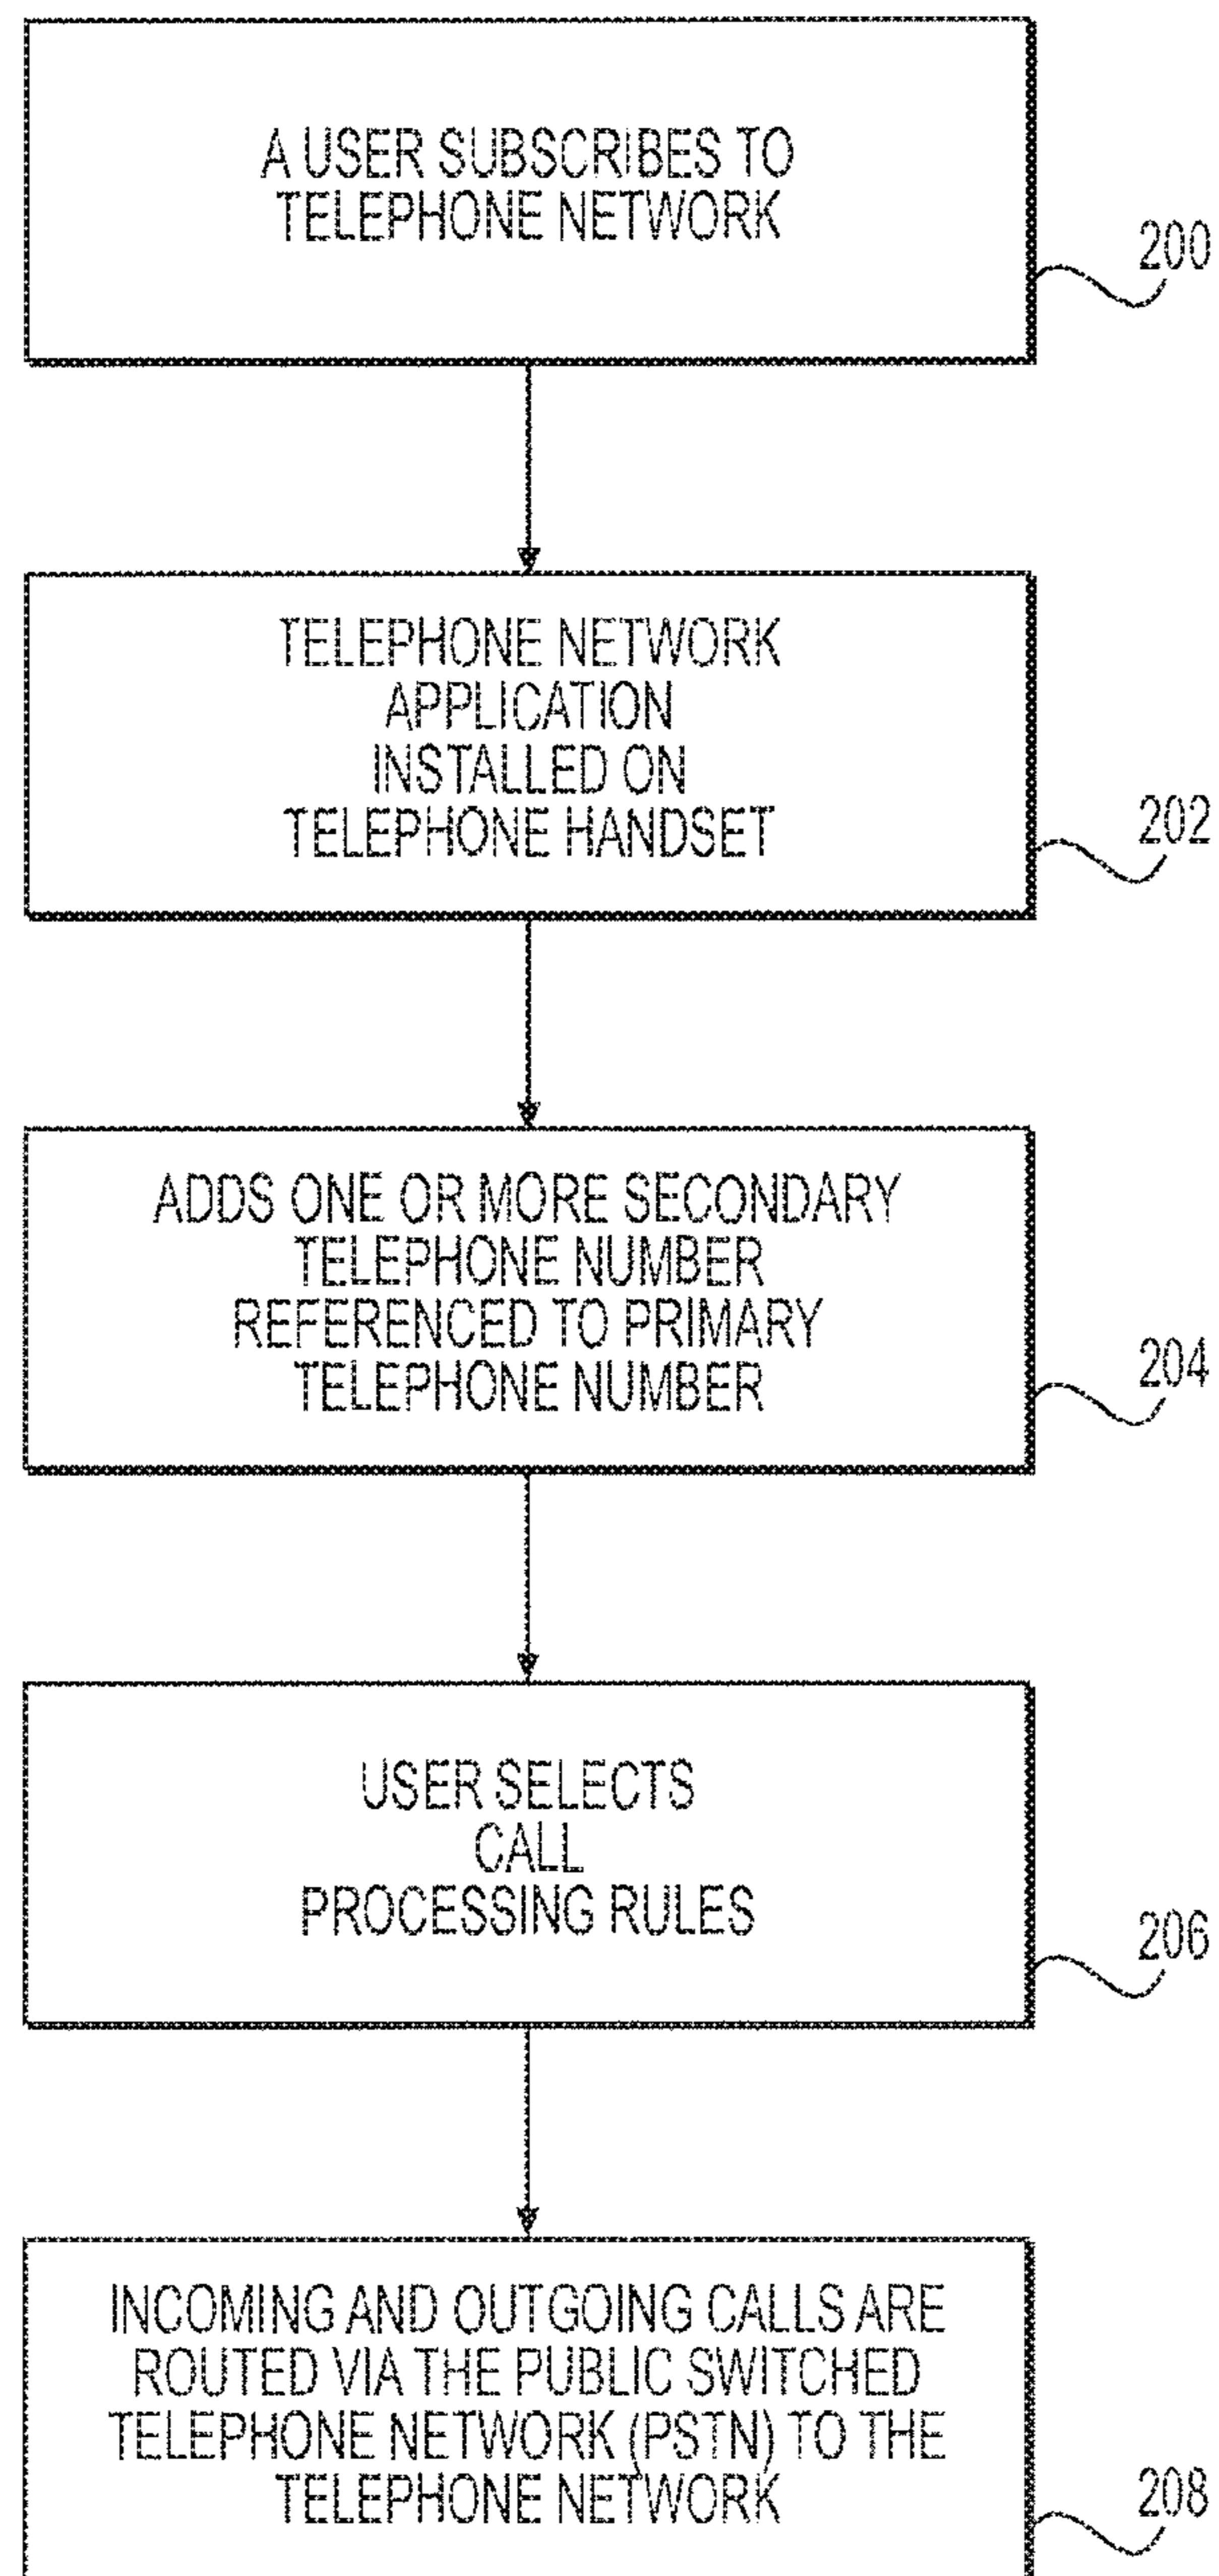 A USER SUBSCRIBES TO
TELEPHONE NETWORK
200
TELEPHONE NETWORK
APPLICATION
INSTALLED ON
TELEPHONE HANDSET
202
ADDS ONE OR MORE SECONDARY
TELEPHONE NUMBER
REFERENCED TO PRIMARY
TELEPHONE NUMBER
204
USER SELECTS
CALL
PROCESSING RULES
206
INCOMING AND OUTGOING CALLS ARE
ROUTED VIA THE PUBLIC SWITCHED
TELEPHONE NETWORK (PSTN) TO THE
TELEPHONE NETWORK
208